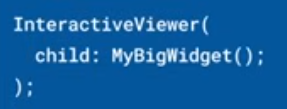 InteractiveViewer(
  child: MyBigWidget();
);